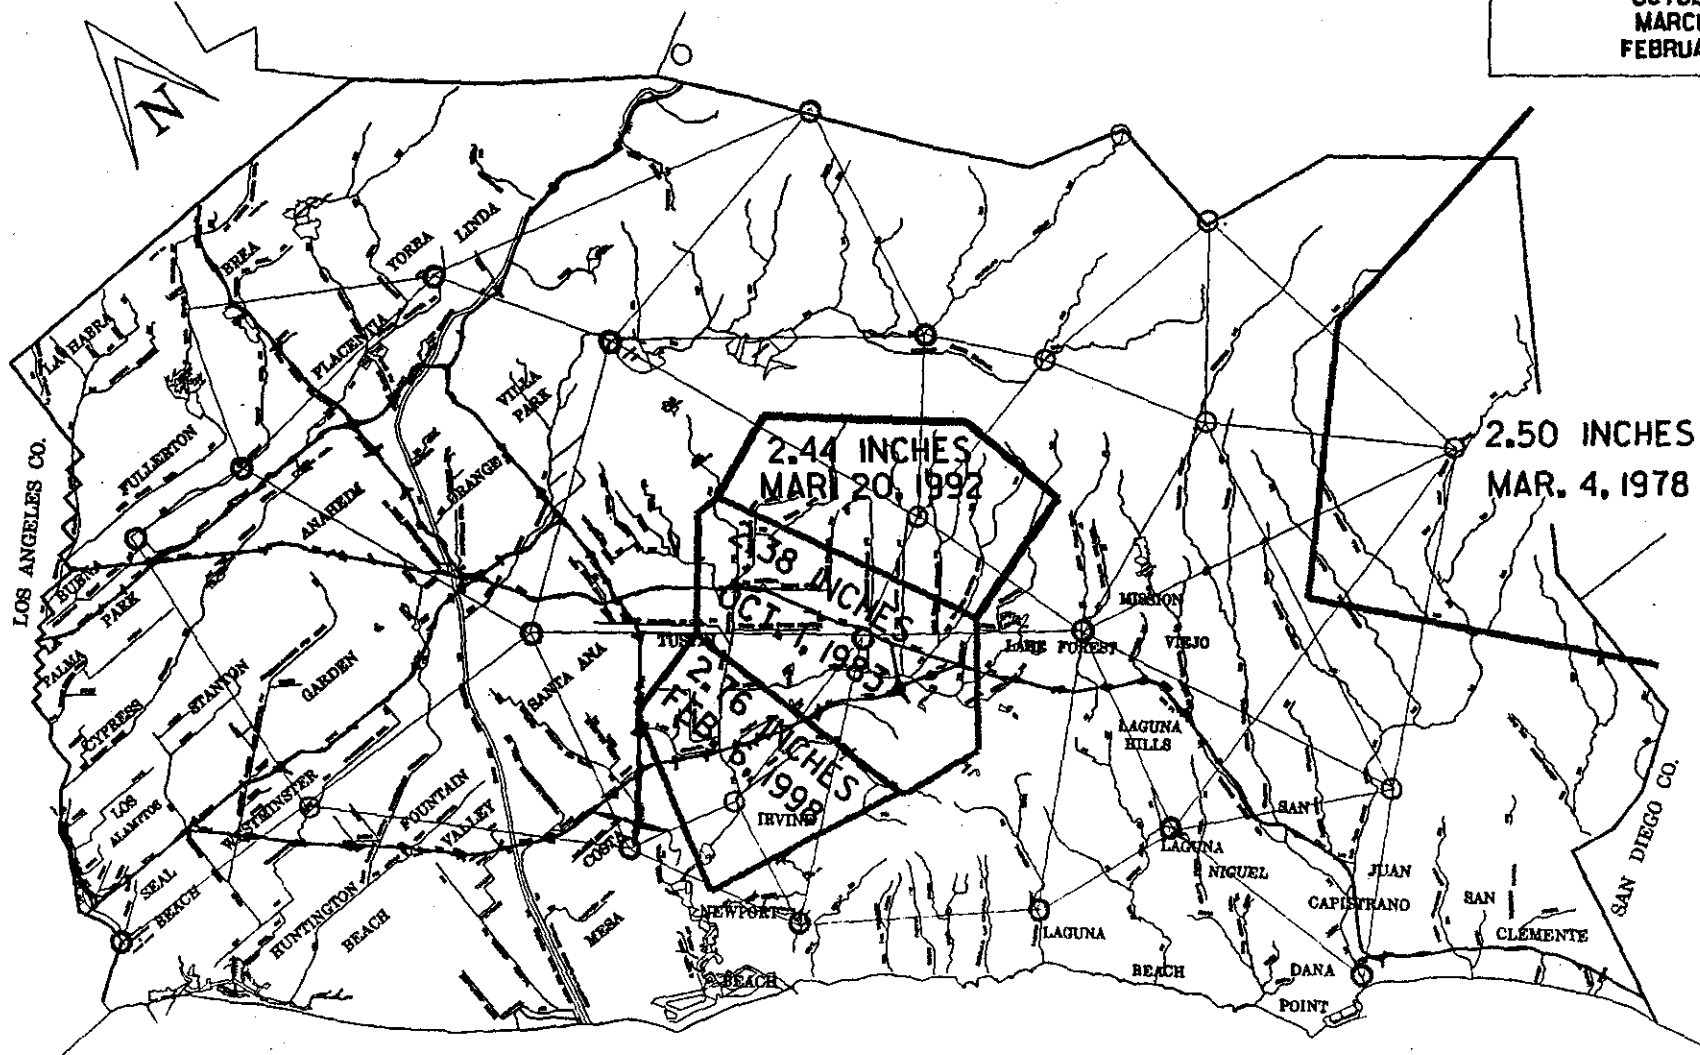 MARCH
FEBRUA
N
LOS ANGELES CO.
LA HABRA
BREA
YORBA LINDA
PLACENTIA
FULLERTON
VILLA
PARK
ORANGE
ANAHEIM
BUENA
PARK
LA
PALMA
CYPRESS
STANTON
GARDEN
LOS
ALAMITOS
WESTMINSTER
FOUNTAIN
VALLEY
SEAL
BEACH
HUNTINGTON
BEACH
SANTA ANA
TUSTIN
COSTA
MESA
IRVINE
NEWPORT
BEACH
2.44 INCHES
MAR. 20, 1992
INCHES
1983
2.76 INCHES
FEB. 6, 1998
2.50 INCHES
MAR. 4, 1978
MISSION
VIEJO
LAKE FOREST
LAGUNA
HILLS
LAGUNA
NIGUEL
SAN
JUAN
CAPISTRANO
LAGUNA
BEACH
DANA
POINT
SAN
CLEMENTE
SAN DIEGO CO.